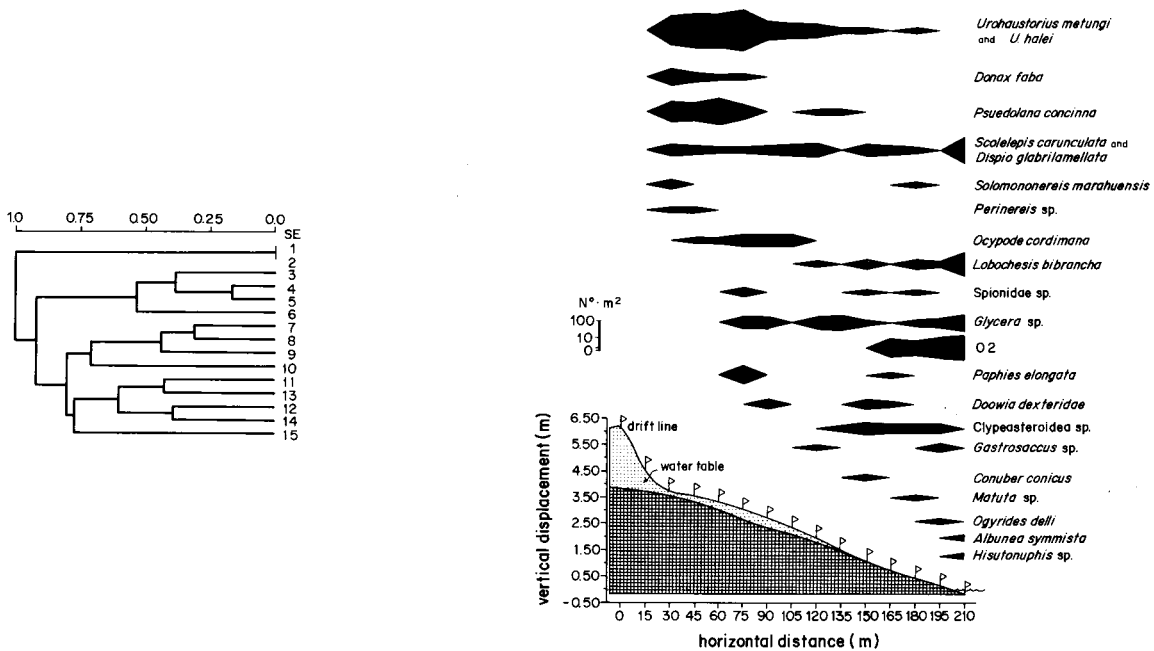 1.0 0.75 0.50 0.25 0.0
SE
1
2
3
4
5
6
7
8
9
10
11
13
12
14
15
Urohaustorius metungi
and U. halei
Donax faba
Psuedolana concinna
Scolelepis carunculata and
Dispio glabrilamellata
Solomononereis marahuensis
Perinereis sp.
Ocypode cordimana
Lobochesis bibrancha
Spionidae sp.
Glycera sp.
O2
Paphies elongata
Doowia dexteridae
Clypeasteroidea sp.
Gastrosaccus sp.
Conuber conicus
Matuta sp.
Ogyrides delli
Albunea symmista
Hisutonuphis sp.
Nº · m²
100
10
0
vertical displacement (m)
6.50
5.50
4.50
3.50
2.50
1.50
0.50
-0.50
drift line
water table
0 15 30 45 60 75 90 105 120 135 150 165 180 195 210
horizontal distance (m)